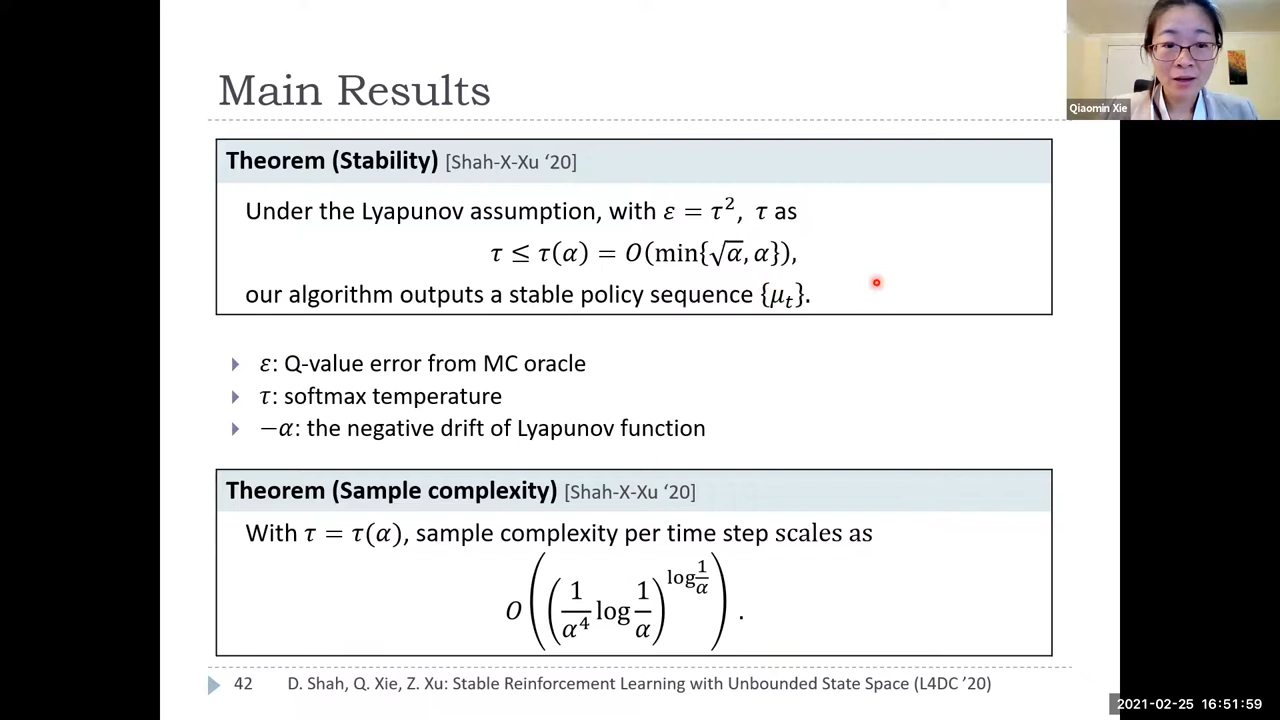 Main Results
Qiaomin Xie
Theorem (Stability) [Shah-X-Xu ‘20]
Under the Lyapunov assumption, with 𝜀 = 𝜏², 𝜏 as
𝜏 ≤ 𝜏(𝛼) = 𝑂(min{√𝛼, 𝛼}),
our algorithm outputs a stable policy sequence {𝜇ₜ}.
𝜀: Q-value error from MC oracle
𝜏: softmax temperature
−𝛼: the negative drift of Lyapunov function
Theorem (Sample complexity) [Shah-X-Xu ‘20]
With 𝜏 = 𝜏(𝛼), sample complexity per time step scales as
𝑂((1/𝛼⁴ log 1/𝛼)^(log 1/𝛼)).
42 D. Shah, Q. Xie, Z. Xu: Stable Reinforcement Learning with Unbounded State Space (L4DC ’20)
2021-02-25 16:51:59